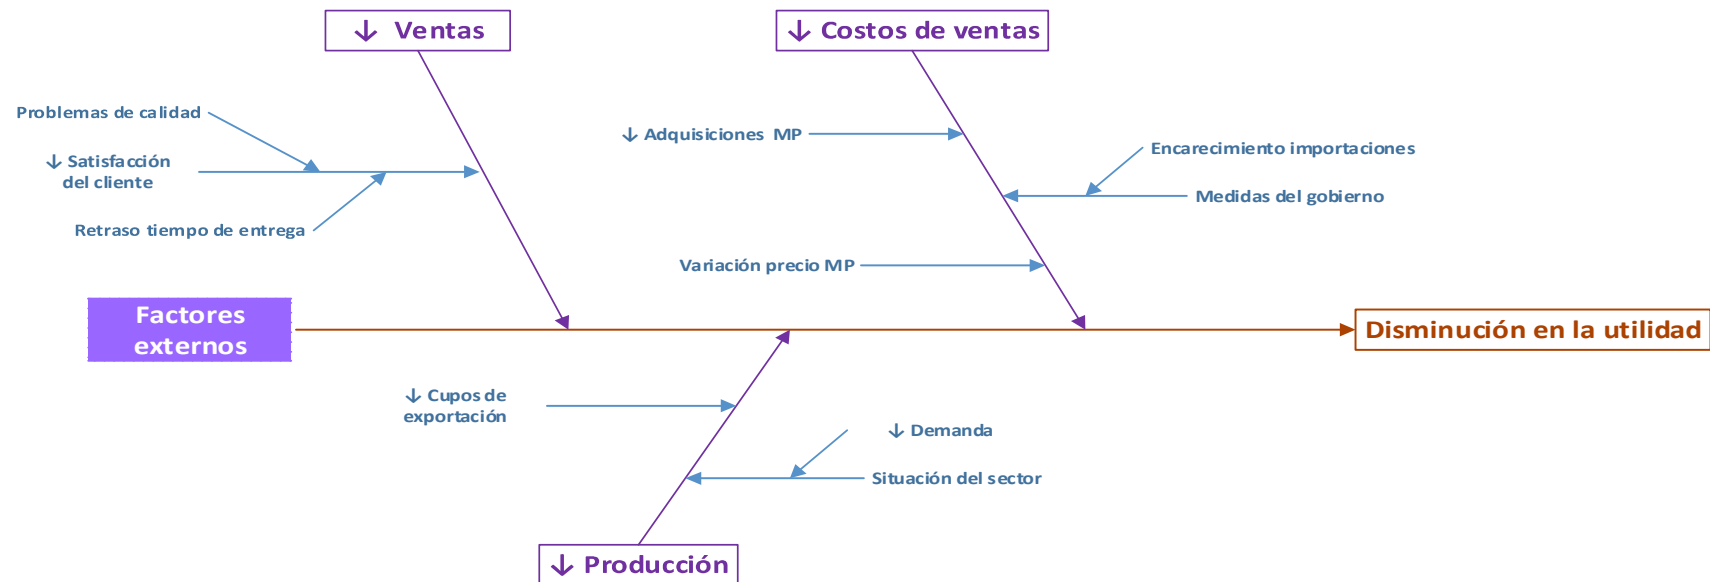 ↓ Ventas
↓ Costos de ventas
Problemas de calidad
↓ Adquisiciones MP
Encarecimiento importaciones
↓ Satisfacción
del cliente
Medidas del gobierno
Retraso tiempo de entrega
Variación precio MP
Factores
externos
Disminución en la utilidad
↓ Cupos de
exportación
↓ Demanda
Situación del sector
↓ Producción